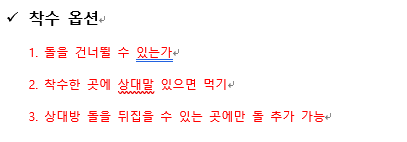 ✓ 착수 옵션
1. 돌을 건너뛸 수 있는가
2. 착수한 곳에 상대말 있으면 먹기
3. 상대방 돌을 뒤집을 수 있는 곳에만 돌 추가 가능